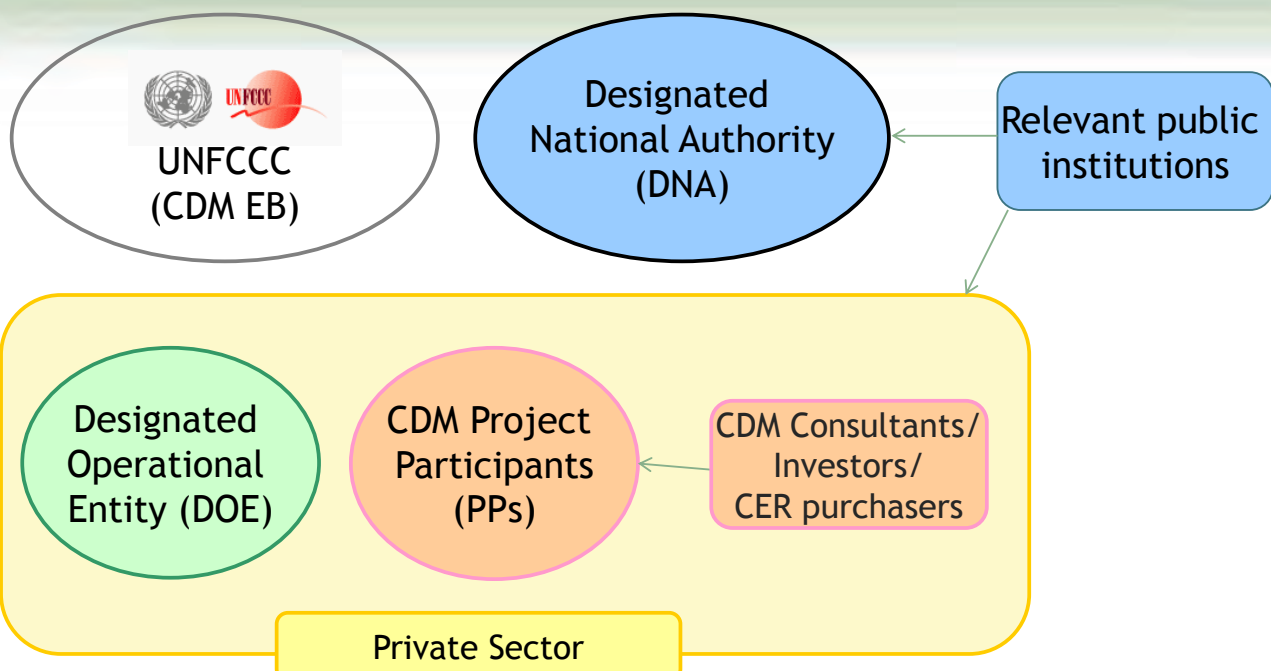 UNFCCC
UNFCCC
(CDM EB)
Designated
National Authority
(DNA)
Relevant public
institutions
Designated
Operational
Entity (DOE)
CDM Project
Participants
(PPs)
CDM Consultants/
Investors/
CER purchasers
Private Sector